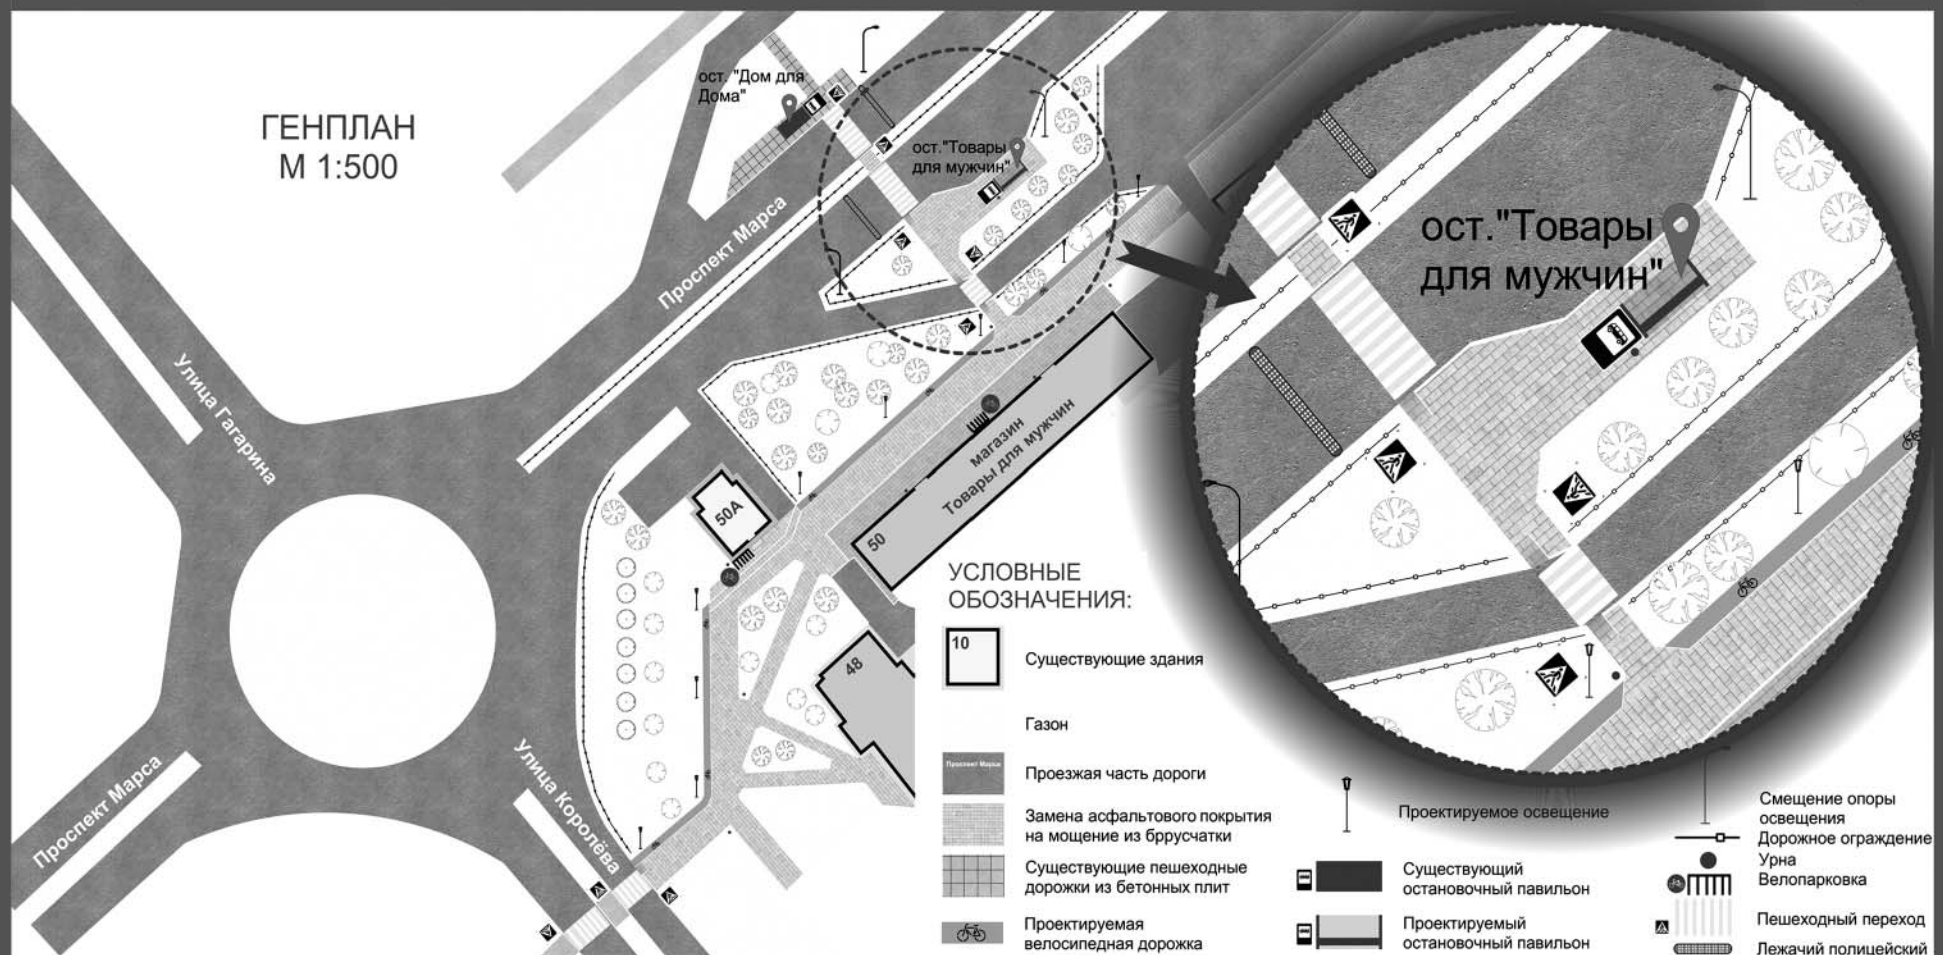 ГЕНПЛАН
М 1:500
ост. "Дом для
Дома"
ост."Товары
для мужчин"
Проспект Марса
Улица Гагарина
ост."Товары
для мужчин"
магазин
Товары для мужчин
50
50А
48
Проспект Марса
Улица Королёва
УСЛОВНЫЕ
ОБОЗНАЧЕНИЯ:
10
Существующие здания
Газон
Проспект Марса
Проезжая часть дороги
Замена асфальтового покрытия
на мощение из бррусчатки
Существующие пешеходные
дорожки из бетонных плит
Проектируемая
велосипедная дорожка
Проектируемое освещение
Существующий
остановочный павильон
Проектируемый
остановочный павильон
Смещение опоры
освещения
Дорожное ограждение
Урна
Велопарковка
Пешеходный переход
Лежачий полицейский